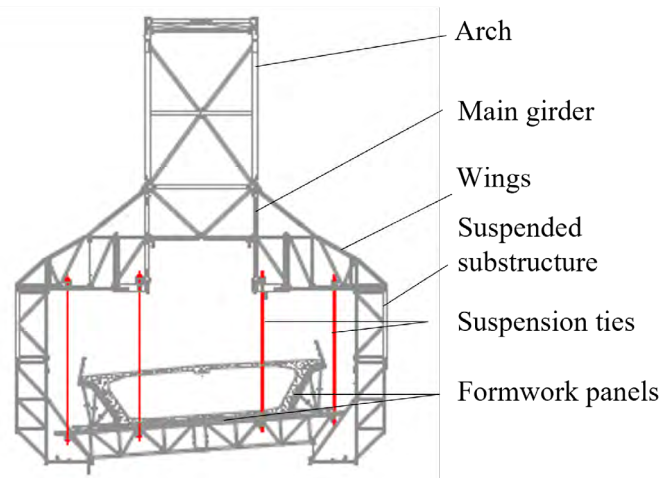 Arch
Main girder
Wings
Suspended
substructure
Suspension ties
Formwork panels